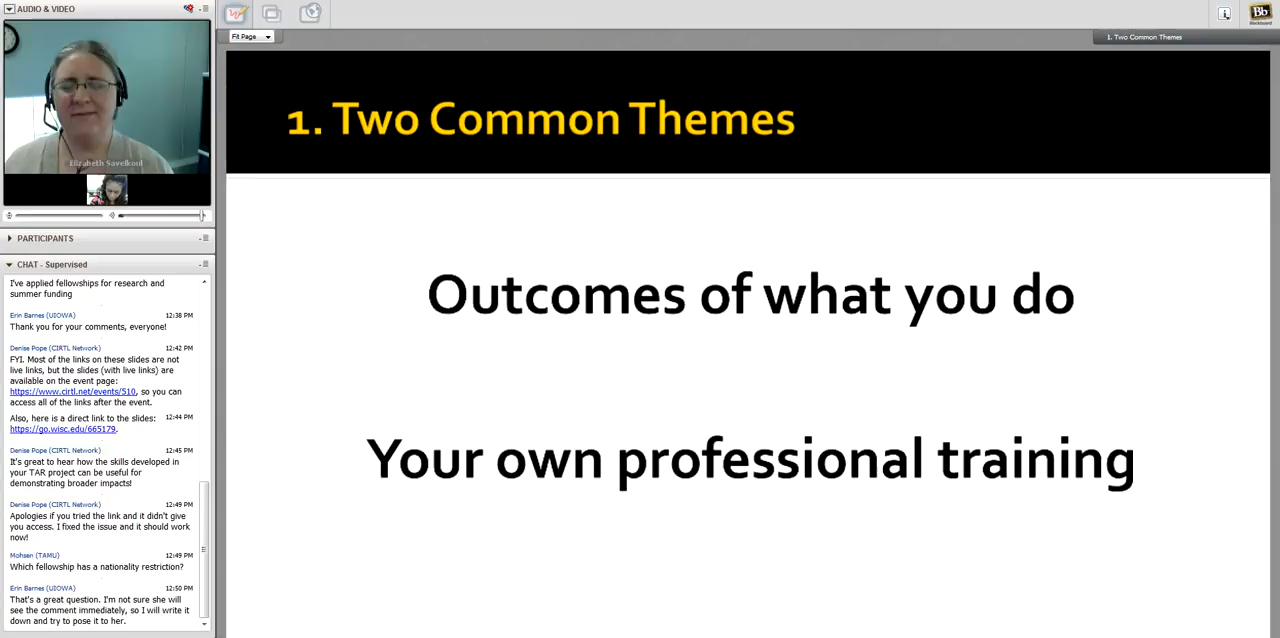 AUDIO & VIDEO
Elizabeth Savelkoul
PARTICIPANTS
CHAT - Supervised
I've applied fellowships for research and
summer funding
Erin Barnes (UIOWA) 12:38 PM
Thank you for your comments, everyone!
Denise Pope (CIRTL Network) 12:42 PM
FYI. Most of the links on these slides are not
live links, but the slides (with live links) are
available on the event page:
https://www.cirtl.net/events/510, so you can
access all of the links after the event.
Also, here is a direct link to the slides: 12:44 PM
https://go.wisc.edu/665179.
Denise Pope (CIRTL Network) 12:45 PM
It's great to hear how the skills developed in
your TAR project can be useful for
demonstrating broader impacts!
Denise Pope (CIRTL Network) 12:49 PM
Apologies if you tried the link and it didn't give
you access. I fixed the issue and it should work
now!
Mohsen (TAMU) 12:49 PM
Which fellowship has a nationality restriction?
Erin Barnes (UIOWA) 12:50 PM
That's a great question. I'm not sure she will
see the comment immediately, so I will write it
down and try to pose it to her.
Fit Page
Bb
Blackboard
1. Two Common Themes
1. Two Common Themes
Outcomes of what you do
Your own professional training